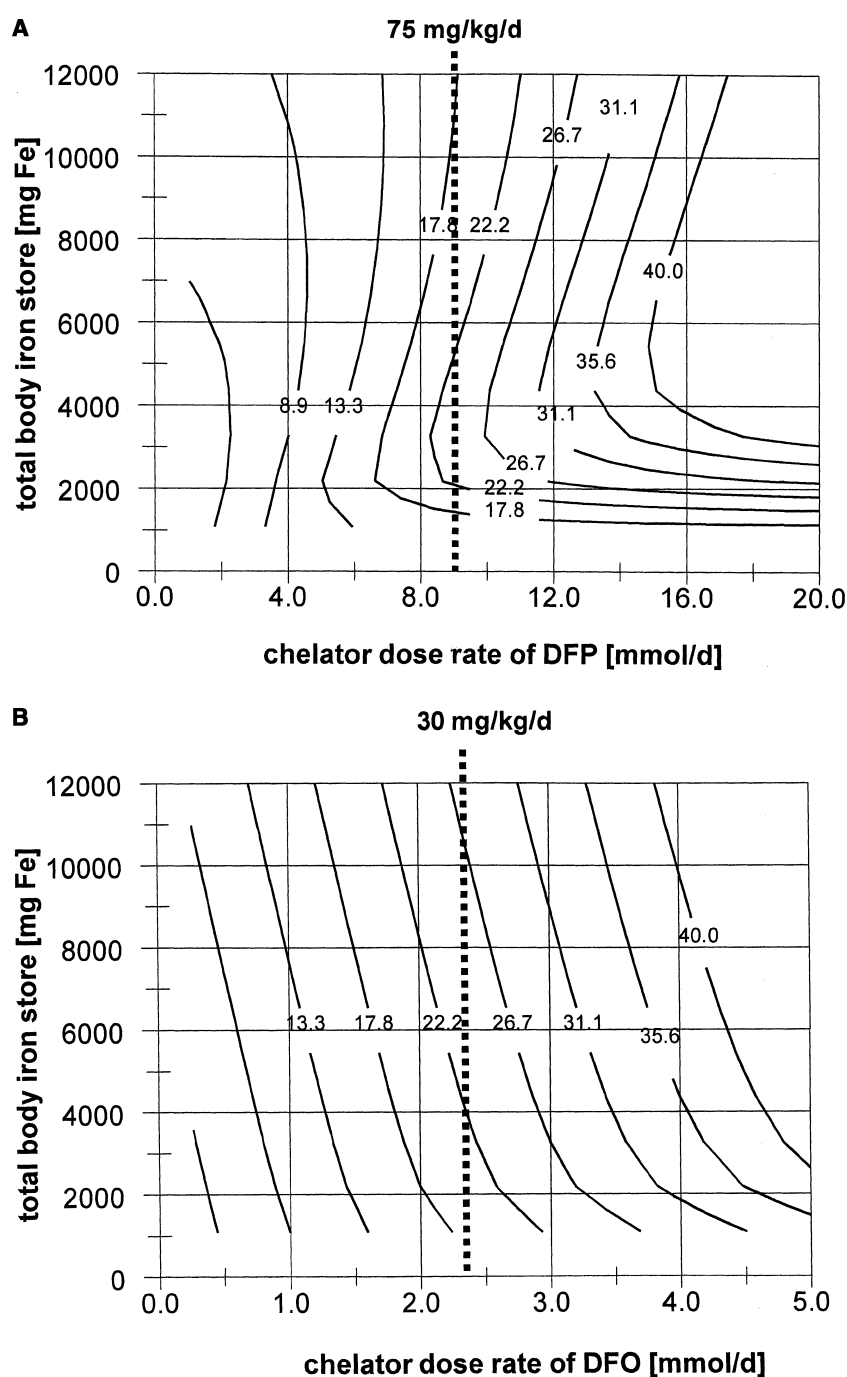 A
75 mg/kg/d
total body iron store [mg Fe]
12000
10000
8000
6000
4000
2000
0
31.1
26.7
17.8 22.2
40.0
35.6
8.9 13.3
31.1
26.7
22.2
17.8
0.0 4.0 8.0 12.0 16.0 20.0
chelator dose rate of DFP [mmol/d]
B
30 mg/kg/d
total body iron store [mg Fe]
12000
10000
8000
6000
4000
2000
0
40.0
13.3 17.8 22.2 26.7 31.1 35.6
0.0 1.0 2.0 3.0 4.0 5.0
chelator dose rate of DFO [mmol/d]